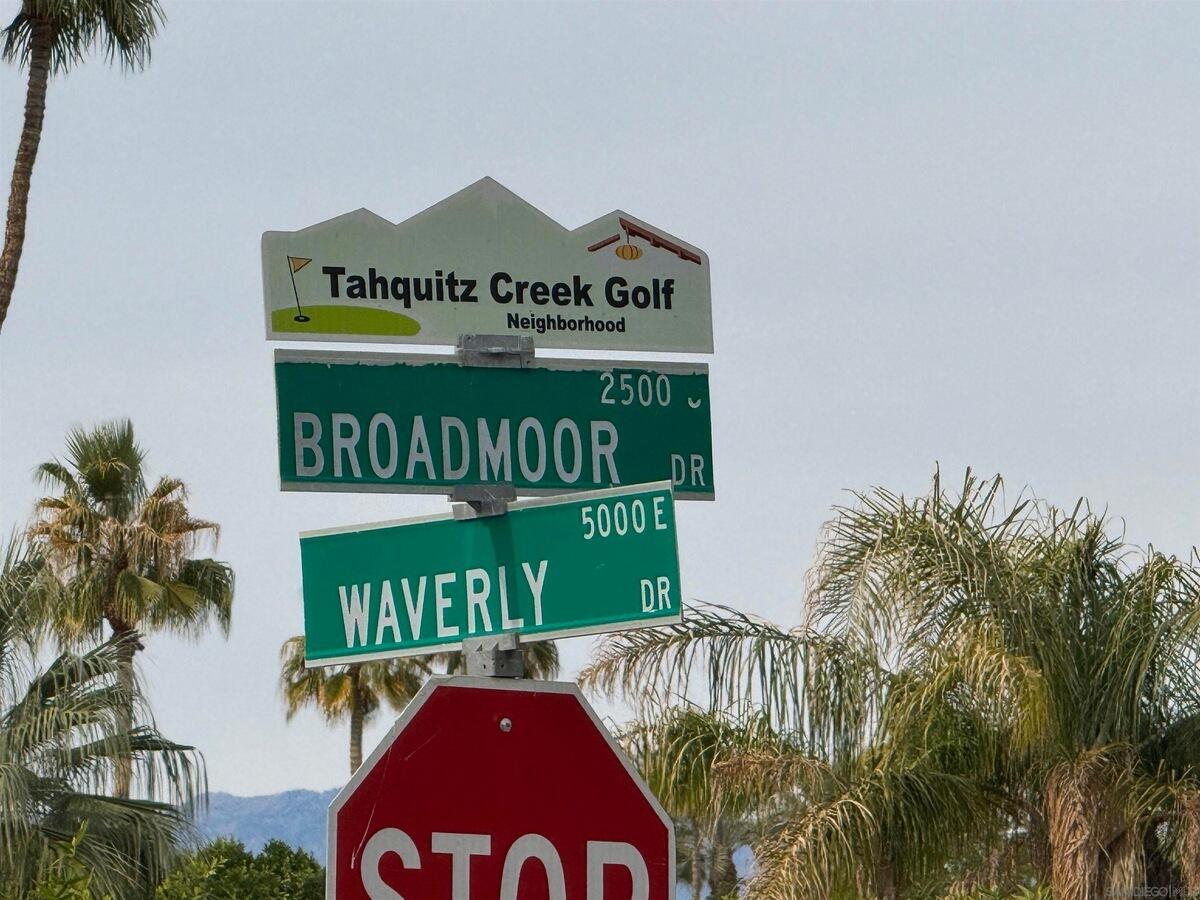 Tahquitz Creek Golf
Neighborhood
2500
BROADMOOR DR
5000 E
WAVERLY DR
STOP